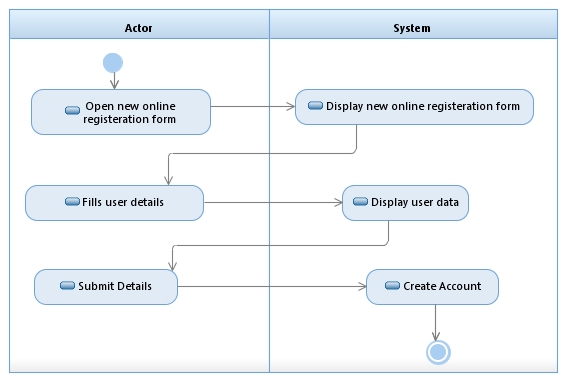 Actor
System
Open new online
registeration form
Display new online registeration form
Fills user details
Display user data
Submit Details
Create Account